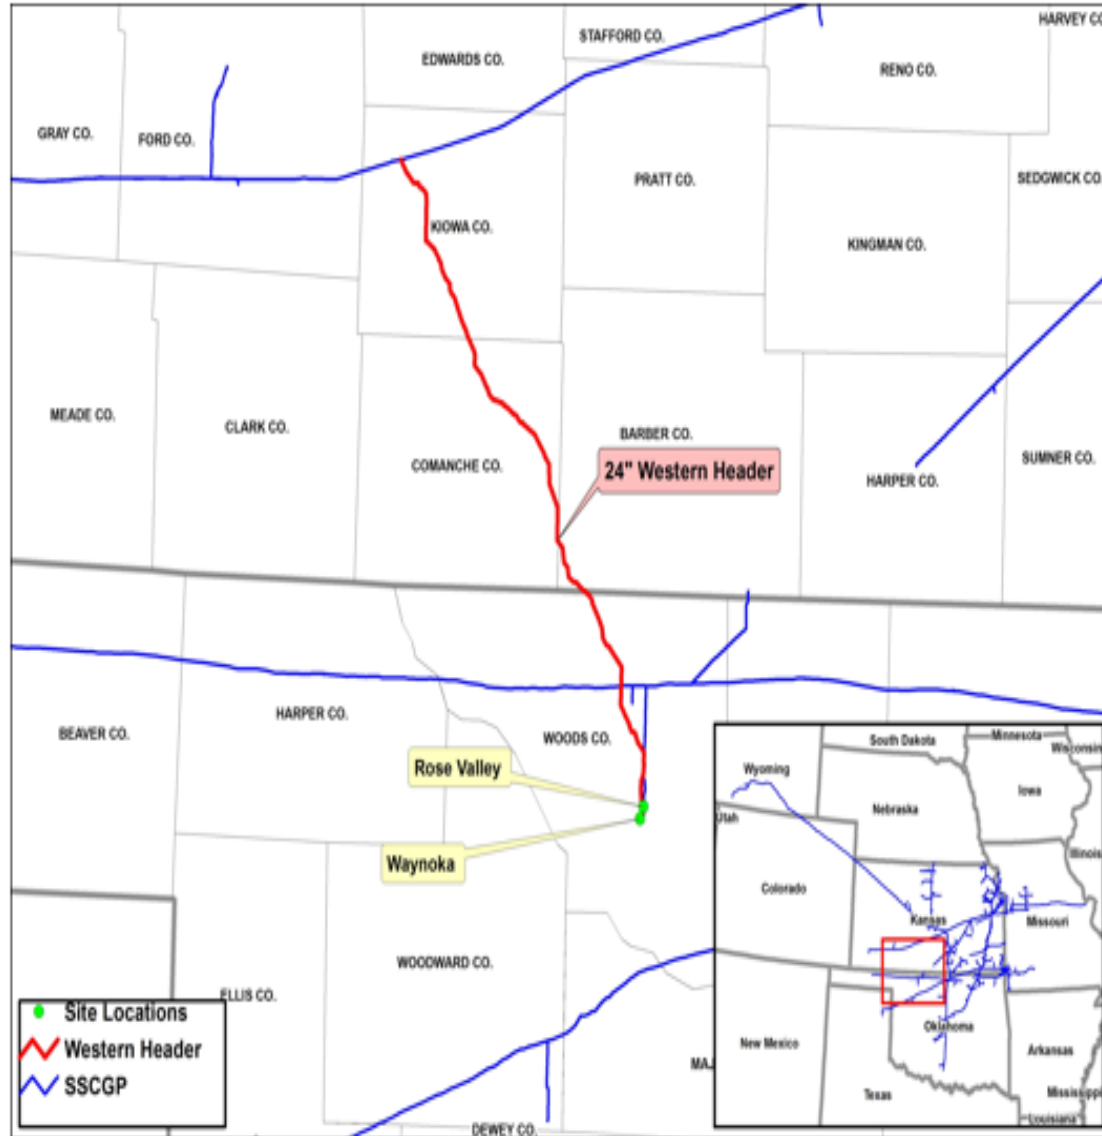 HARVEY CO
STAFFORD CO.
EDWARDS CO.
RENO CO.
GRAY CO.
FORD CO.
PRATT CO.
SEDGWICK CO.
KIOWA CO.
KINGMAN CO.
MEADE CO.
CLARK CO.
BARBER CO.
COMANCHE CO.
24" Western Header
SUMNER CO.
HARPER CO.
HARPER CO.
BEAVER CO.
WOODS CO.
Rose Valley
Waynoka
WOODWARD CO.
ELLIS CO.
MAJ
DEWEY CO.
Site Locations
Western Header
SSCGP
South Dakota
Minnesota
Wisconsin
Wyoming
Iowa
Nebraska
Utah
Illinois
Colorado
Kansas
Missouri
Oklahoma
New Mexico
Arkansas
Texas
Mississippi
Louisiana